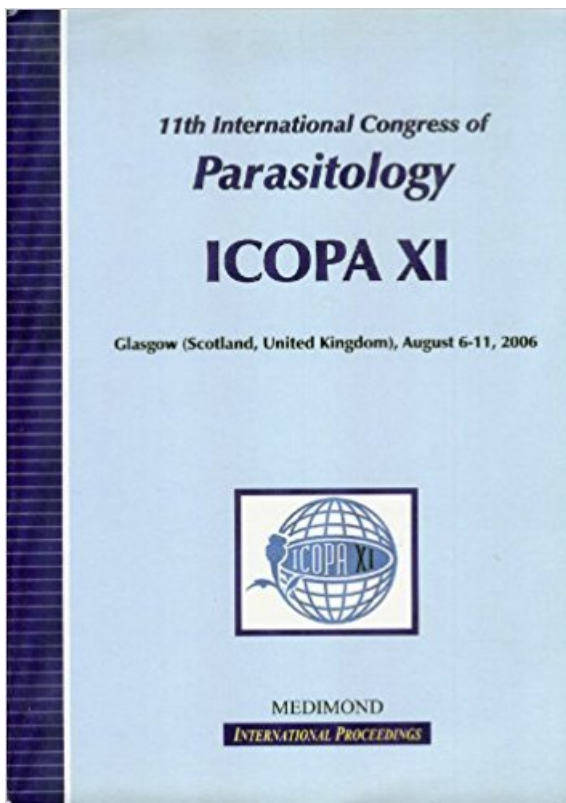 11th International Congress of
Parasitology
ICOPA XI
Glasgow (Scotland, United Kingdom), August 6-11, 2006
ICOPA XI
MEDIMOND
INTERNATIONAL PROCEEDINGS